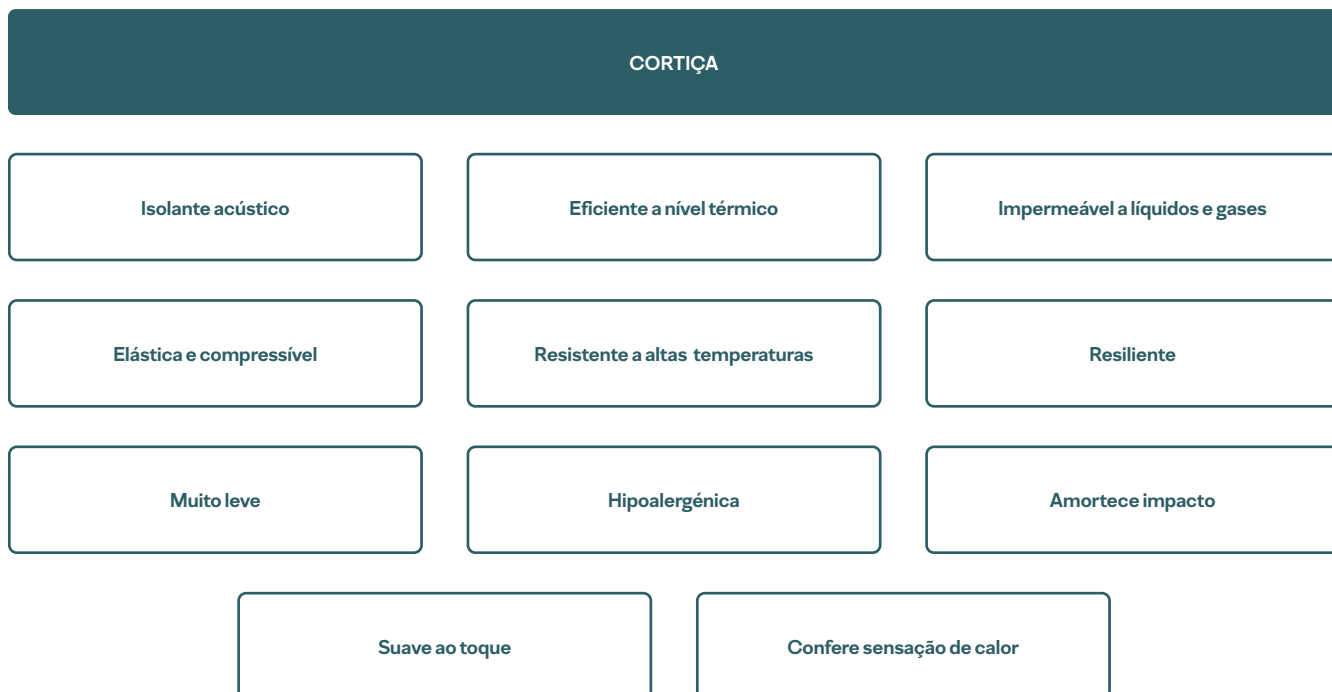 CORTIÇA
Isolante acústico
Eficiente a nível térmico
Impermeável a líquidos e gases
Elástica e compressível
Resistente a altas temperaturas
Resiliente
Muito leve
Hipoalergénica
Amortece impacto
Suave ao toque
Confere sensação de calor